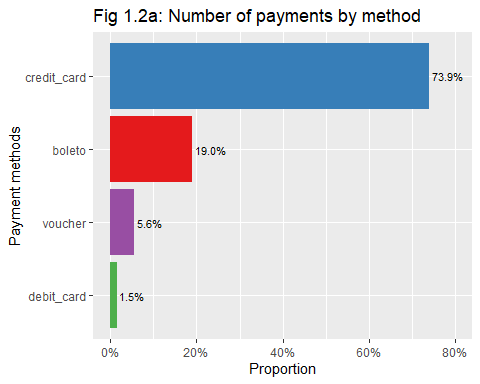 Fig 1.2a: Number of payments by method
Payment methods
credit_card
73.9%
boleto
19.0%
voucher
5.6%
debit_card
1.5%
0%
20%
40%
60%
80%
Proportion